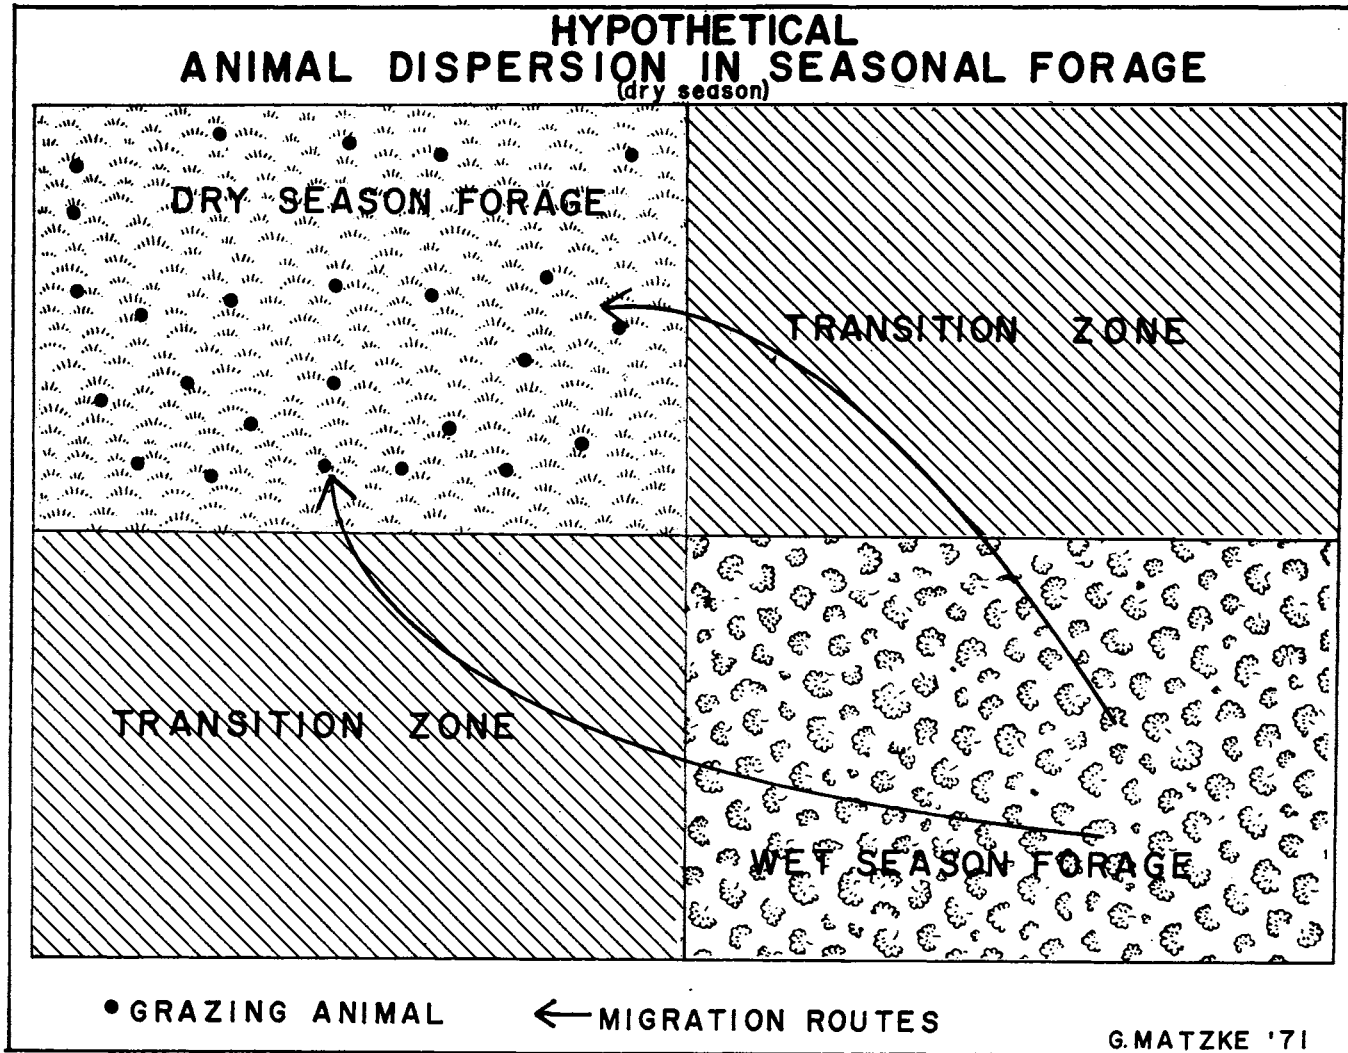 HYPOTHETICAL
ANIMAL DISPERSION IN SEASONAL FORAGE
(dry season)
DRY SEASON FORAGE
TRANSITION ZONE
TRANSITION ZONE
WET SEASON FORAGE
GRAZING ANIMAL
MIGRATION ROUTES
G. MATZKE '71